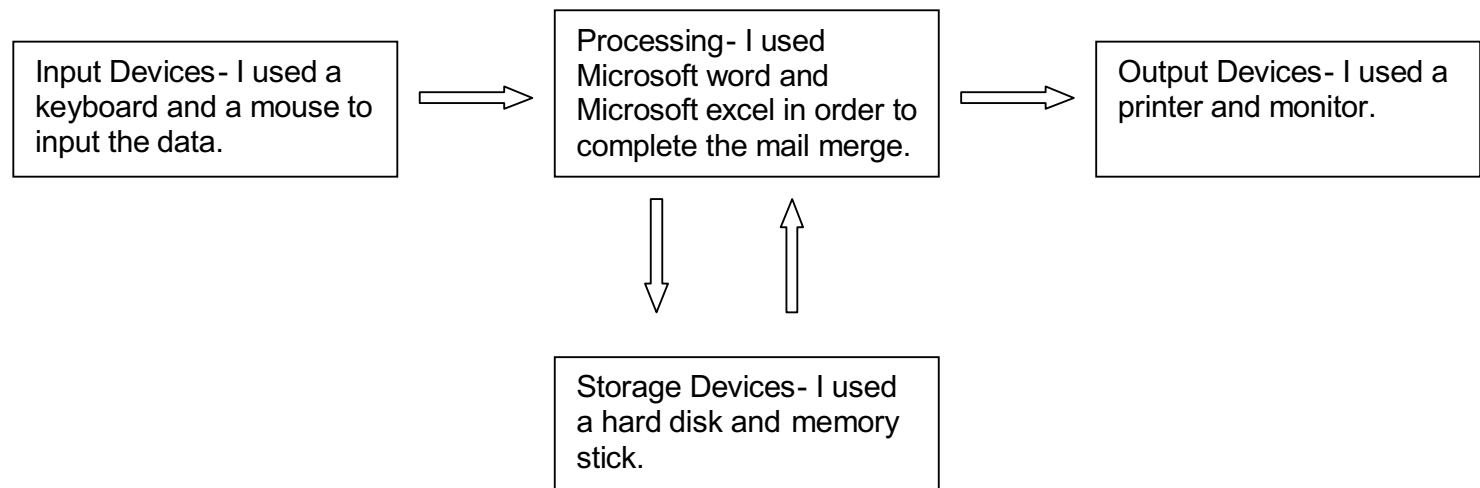 Input Devices- I used a
keyboard and a mouse to
input the data.
Processing- I used
Microsoft word and
Microsoft excel in order to
complete the mail merge.
Output Devices- I used a
printer and monitor.
Storage Devices- I used
a hard disk and memory
stick.